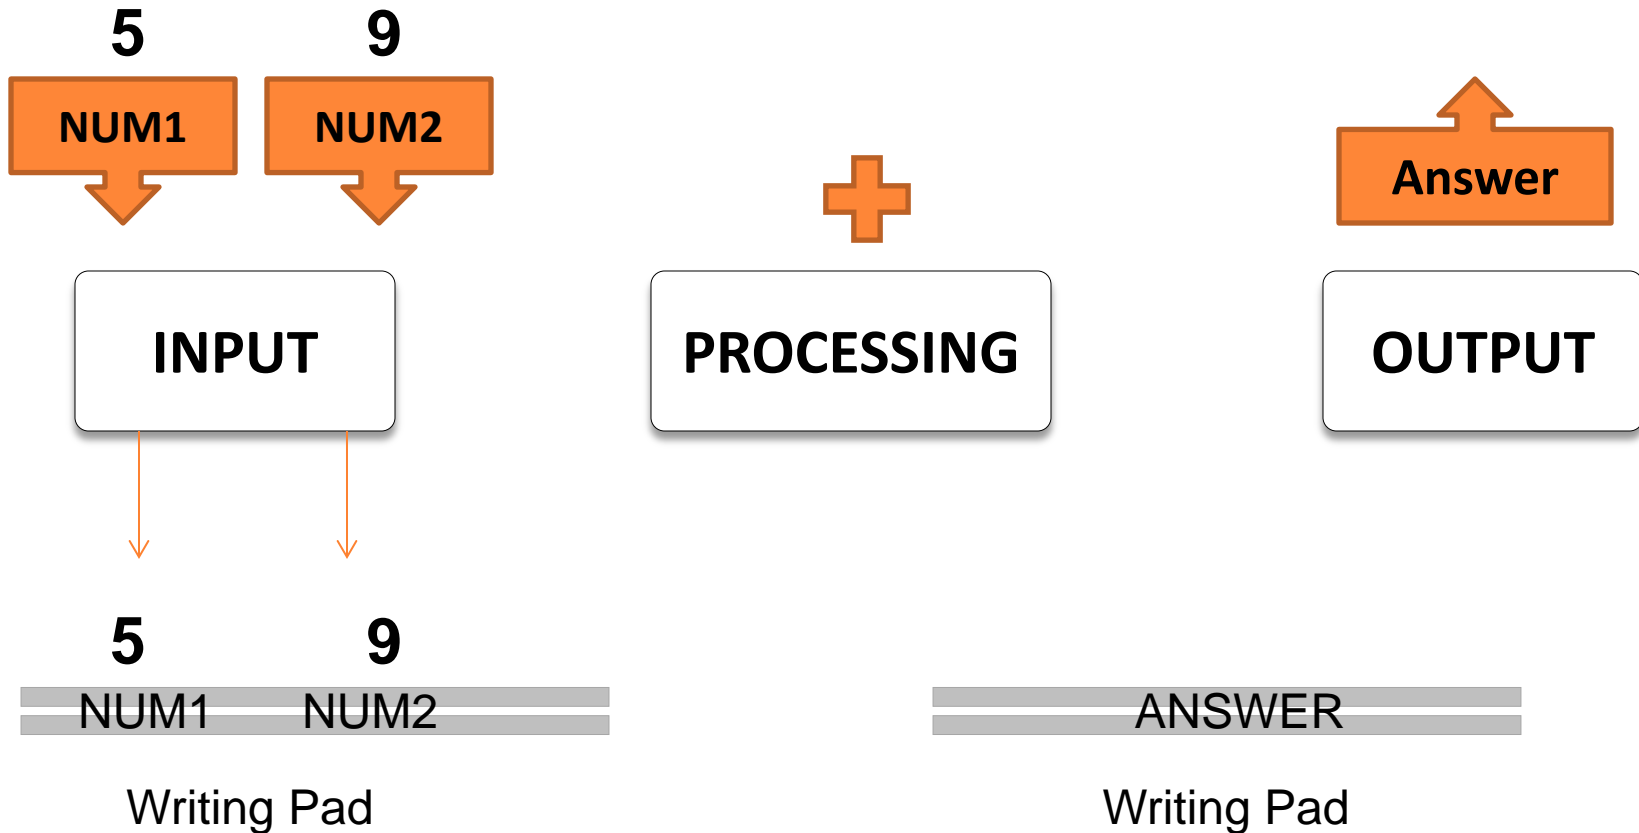 5 9
NUM1 NUM2
Answer
INPUT PROCESSING OUTPUT
5 9
NUM1 NUM2 ANSWER
Writing Pad Writing Pad